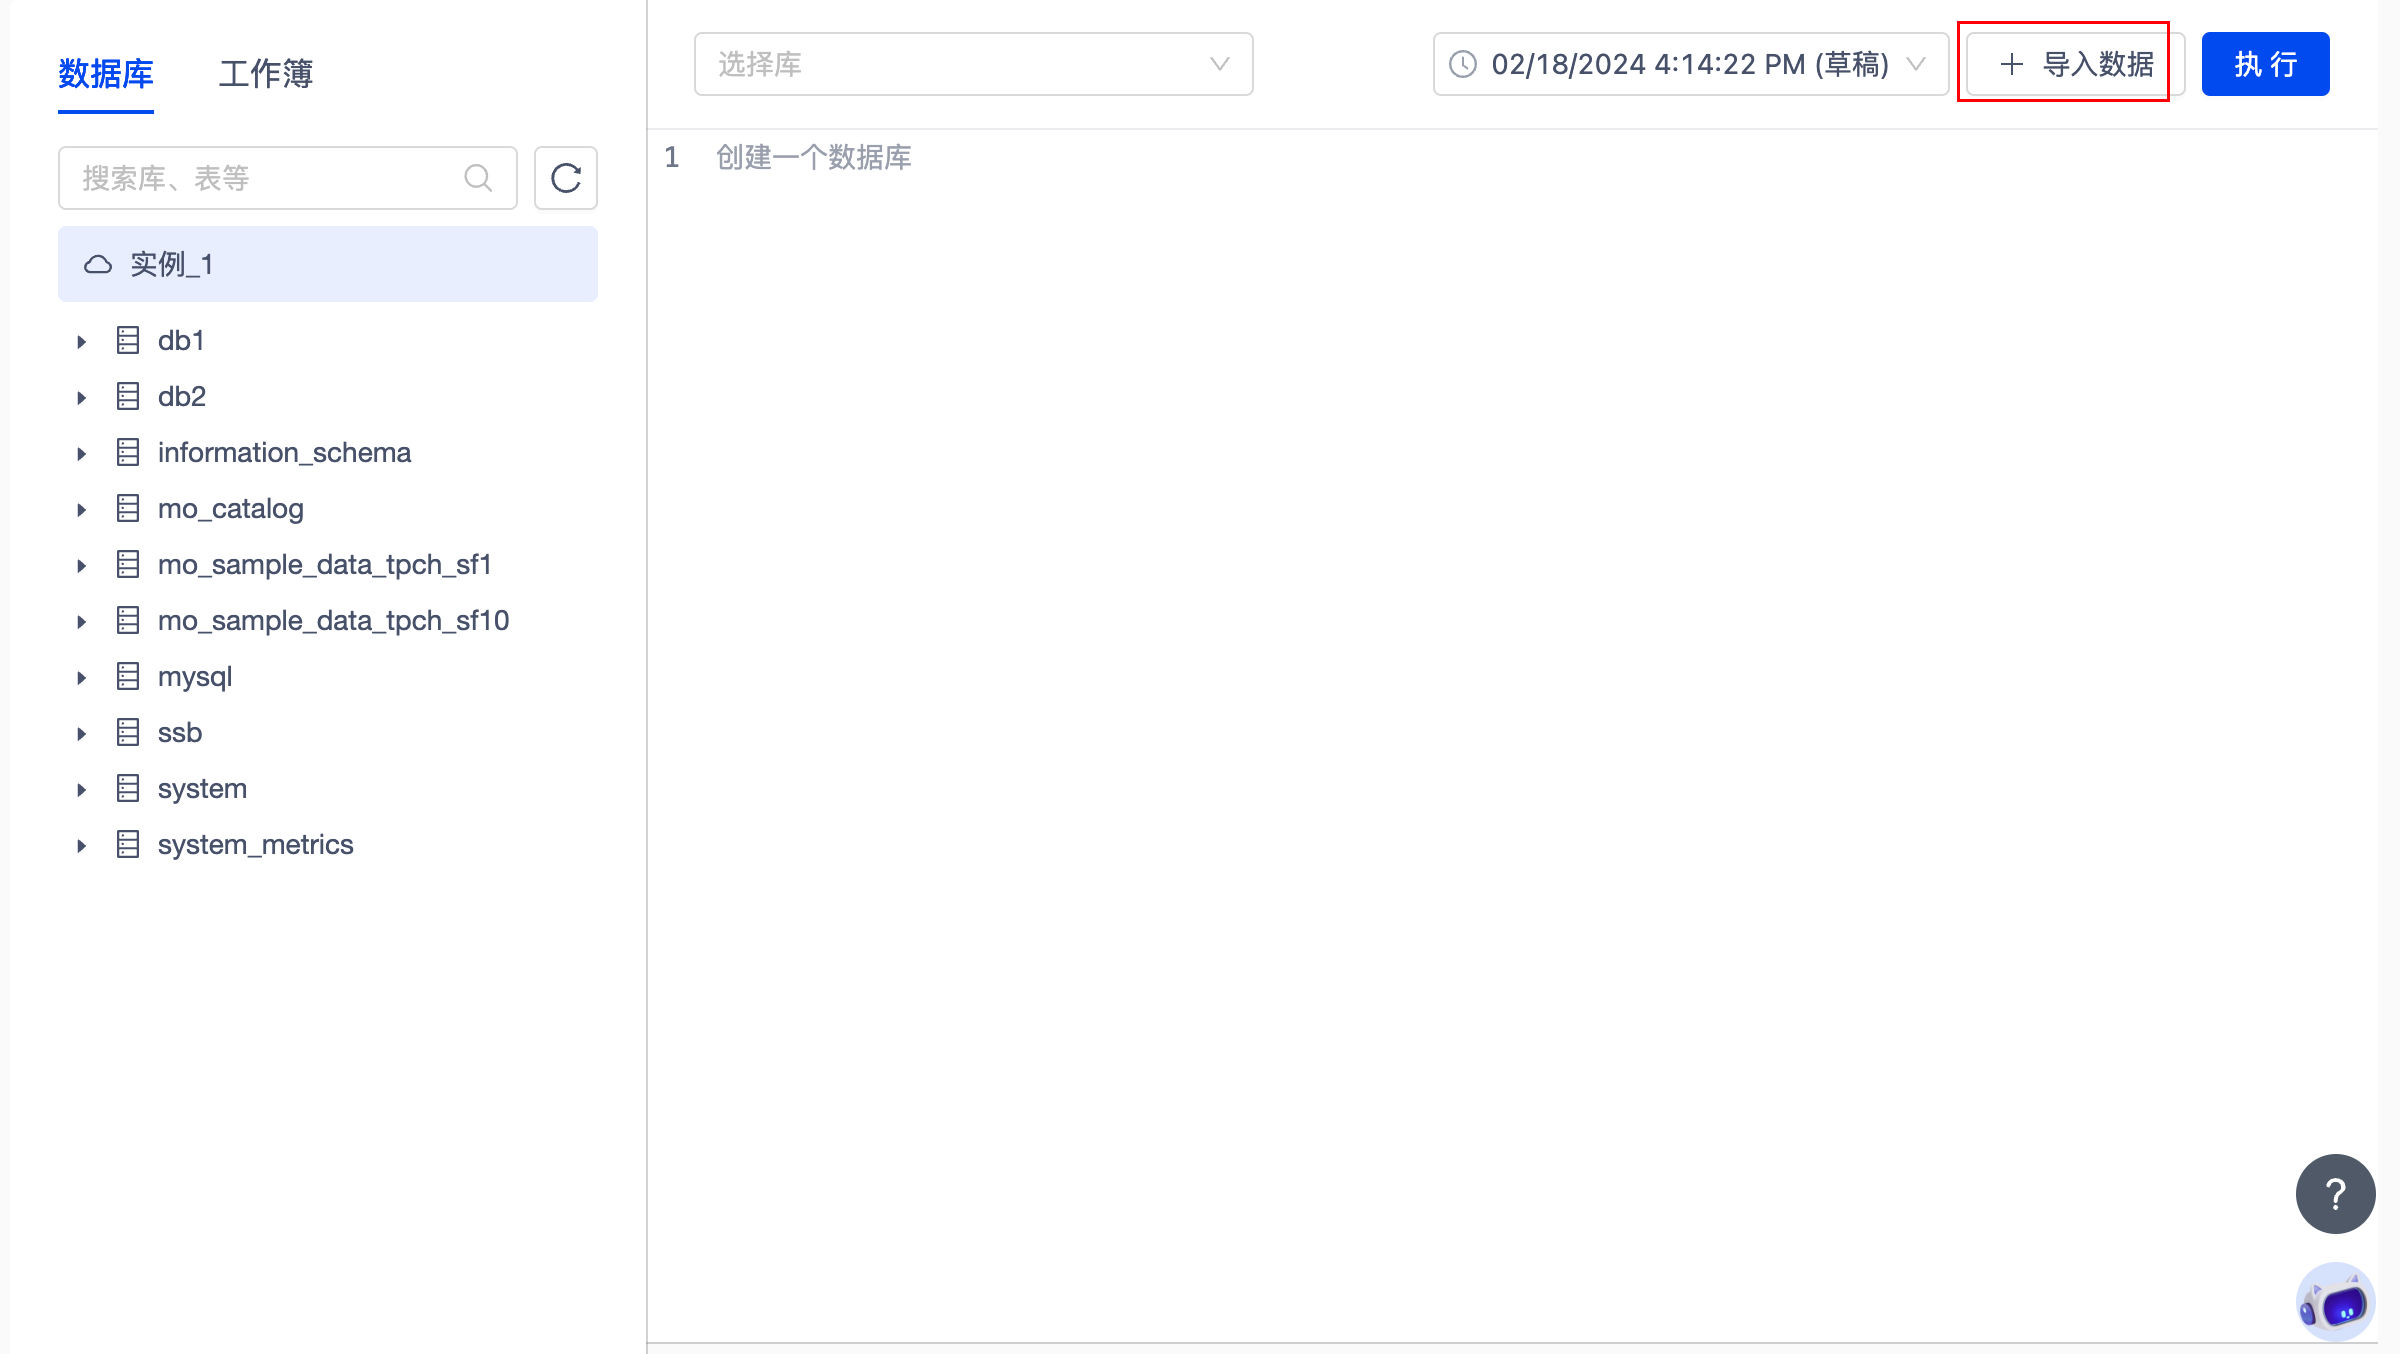 数据库 工作簿
搜索库、表等
实例_1
db1
db2
information_schema
mo_catalog
mo_sample_data_tpch_sf1
mo_sample_data_tpch_sf10
mysql
ssb
system
system_metrics
选择库
02/18/2024 4:14:22 PM (草稿)
+ 导入数据
执 行
1 创建一个数据库
?